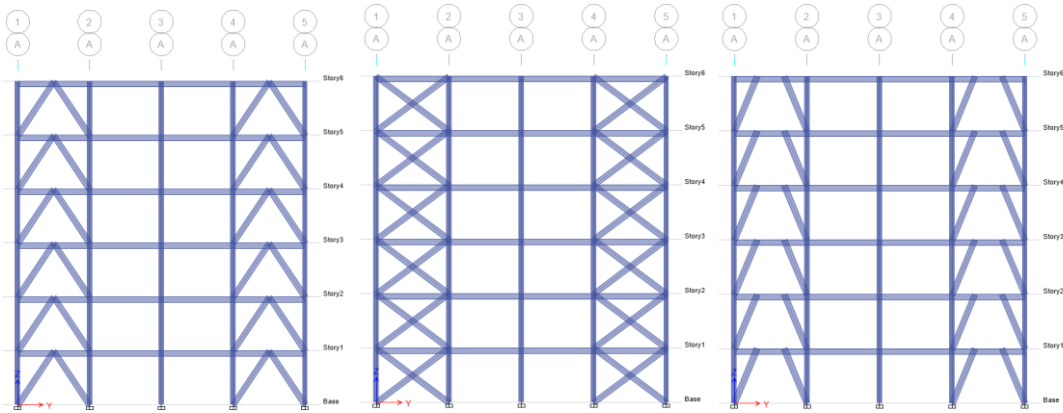 1 2 3 4 5
A A A A A
Story6
Story5
Story4
Story3
Story2
Story1
Z
Y
Base
1 2 3 4 5
A A A A A
Story6
Story5
Story4
Story3
Story2
Story1
Z
Y
Base
1 2 3 4 5
A A A A A
Story6
Story5
Story4
Story3
Story2
Story1
Z
Y
Base